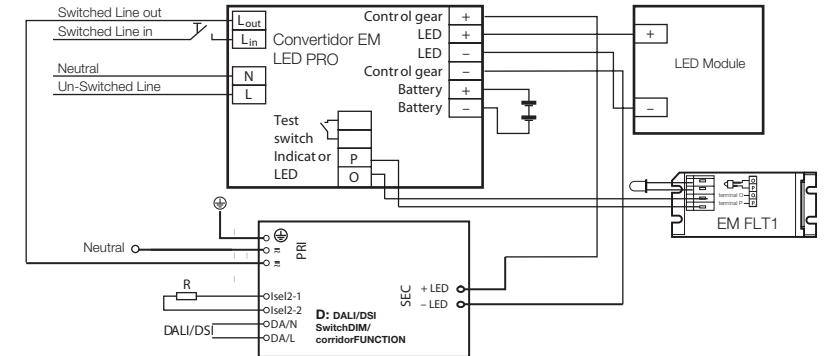 Switched Line out
Switched Line in
Neutral
Un-Switched Line
Lout
Lin
N
L
Convertidor EM
LED PRO
Test
switch
Indicator
LED
P
O
Control gear +
LED +
LED –
Control gear –
Battery +
Battery –
+
LED Module
–
O
P
terminal O O
terminal P P
EM FLT1
Neutral
PRI
SEC
+ LED
– LED
R
Isel2-1
Isel2-2
DALI/DSI
DA/N
DA/L
D: DALI/DSI
SwitchDIM/
corridorFUNCTION